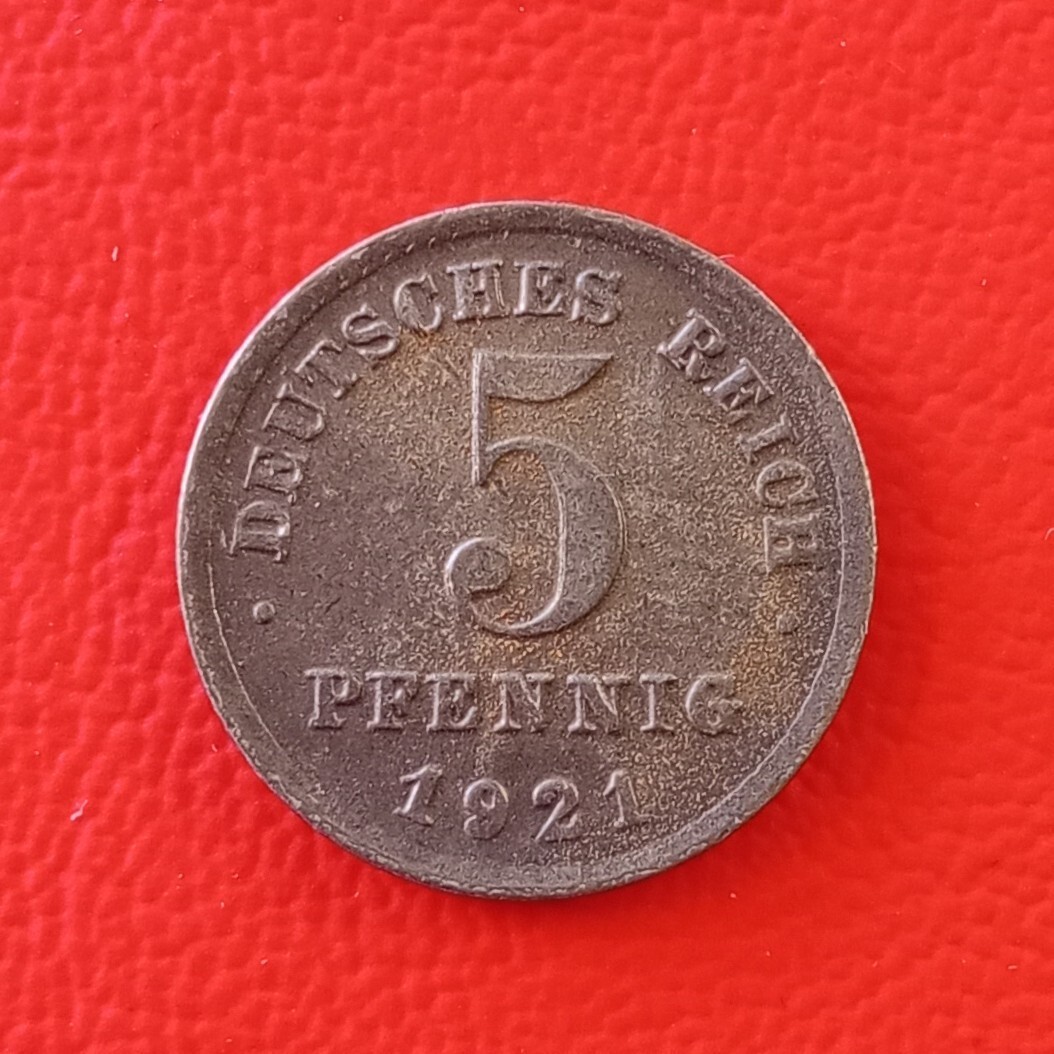 · DEUTSCHES REICH ·
5
PFENNIG
1921